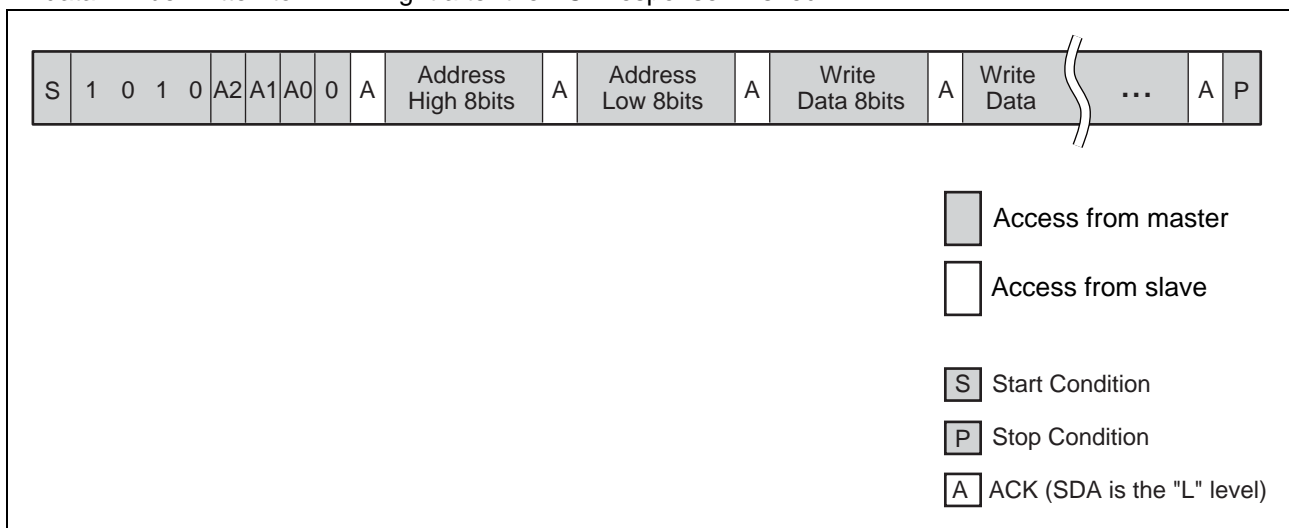 S 1 0 1 0 A2 A1 A0 0 A Address High 8bits A Address Low 8bits A Write Data 8bits A Write Data ... A P
Access from master
Access from slave
S Start Condition
P Stop Condition
A ACK (SDA is the "L" level)